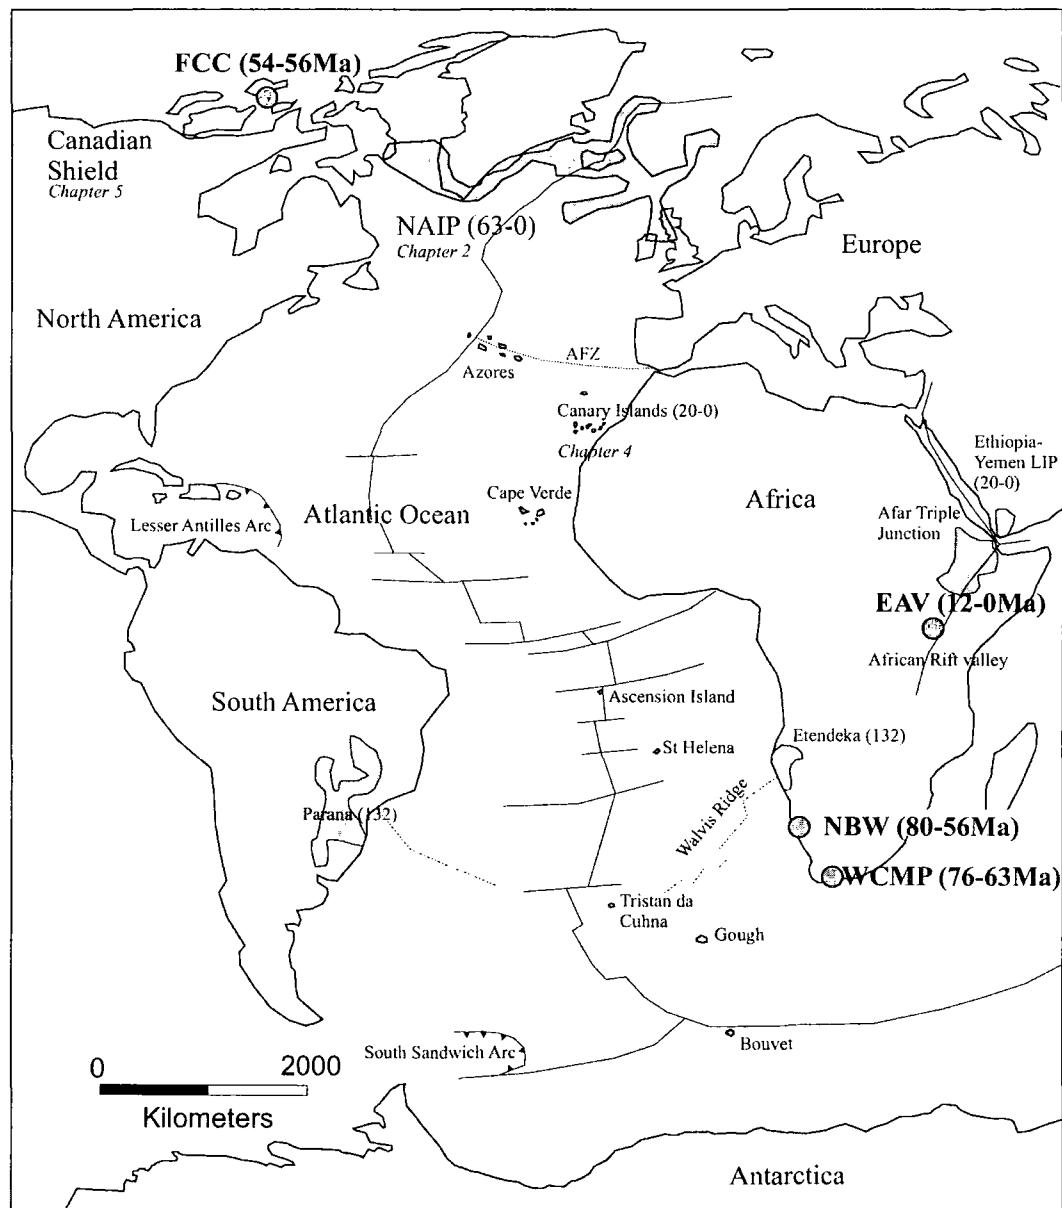 FCC (54-56Ma)
Canadian
Shield
Chapter 5
NAIP (63-0)
Chapter 2
Europe
North America
AFZ
Azores
Canary Islands (20-0)
Chapter 4
Ethiopia-
Yemen LIP
(20-0)
Cape Verde
Africa
Lesser Antilles Arc
Atlantic Ocean
Afar Triple
Junction
EAV (12-0Ma)
African Rift valley
South America
Ascension Island
Etendeka (132)
St Helena
Parana (132)
Walvis Ridge
NBW (80-56Ma)
WCMP (76-63Ma)
Tristan da
Cuhna
Gough
South Sandwich Arc
Bouvet
0 2000
Kilometers
Antarctica